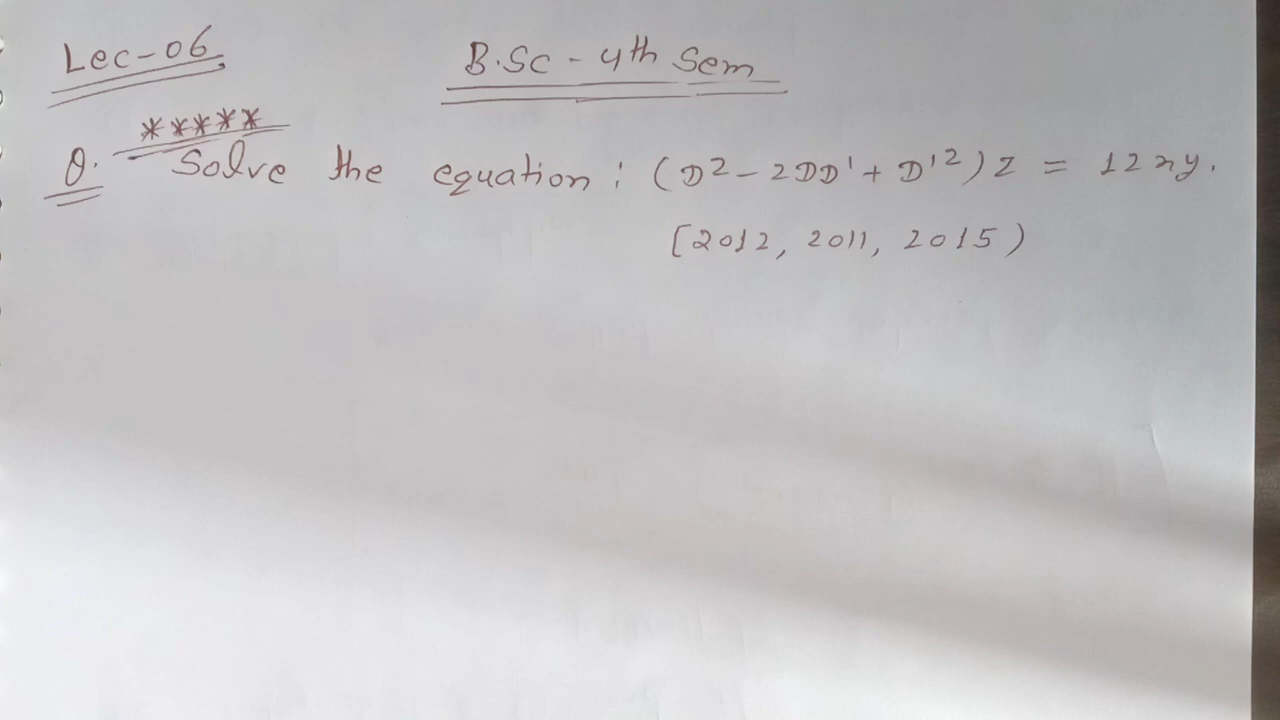 Lec-06
B.Sc - 4th Sem
*****
Q. Solve the equation : (D² - 2DD' + D'²) Z = 12xy.
[2012, 2011, 2015)